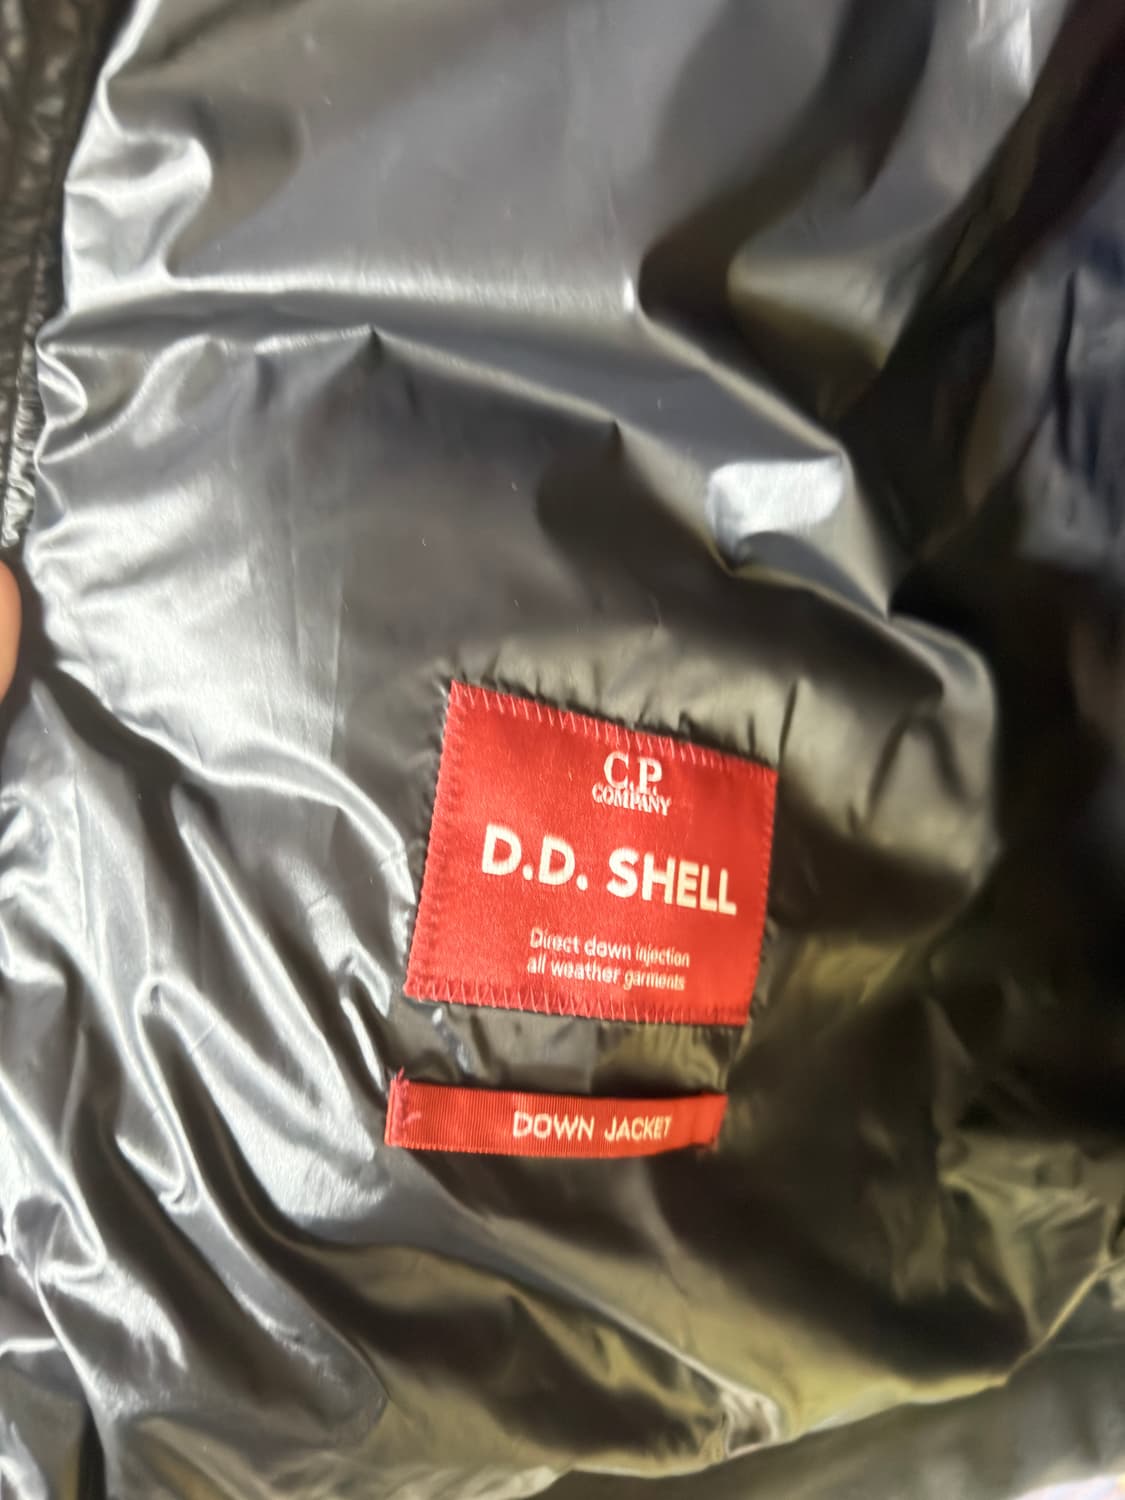 C.P.
COMPANY
D.D. SHELL
Direct down injection
all weather garments
DOWN JACKET